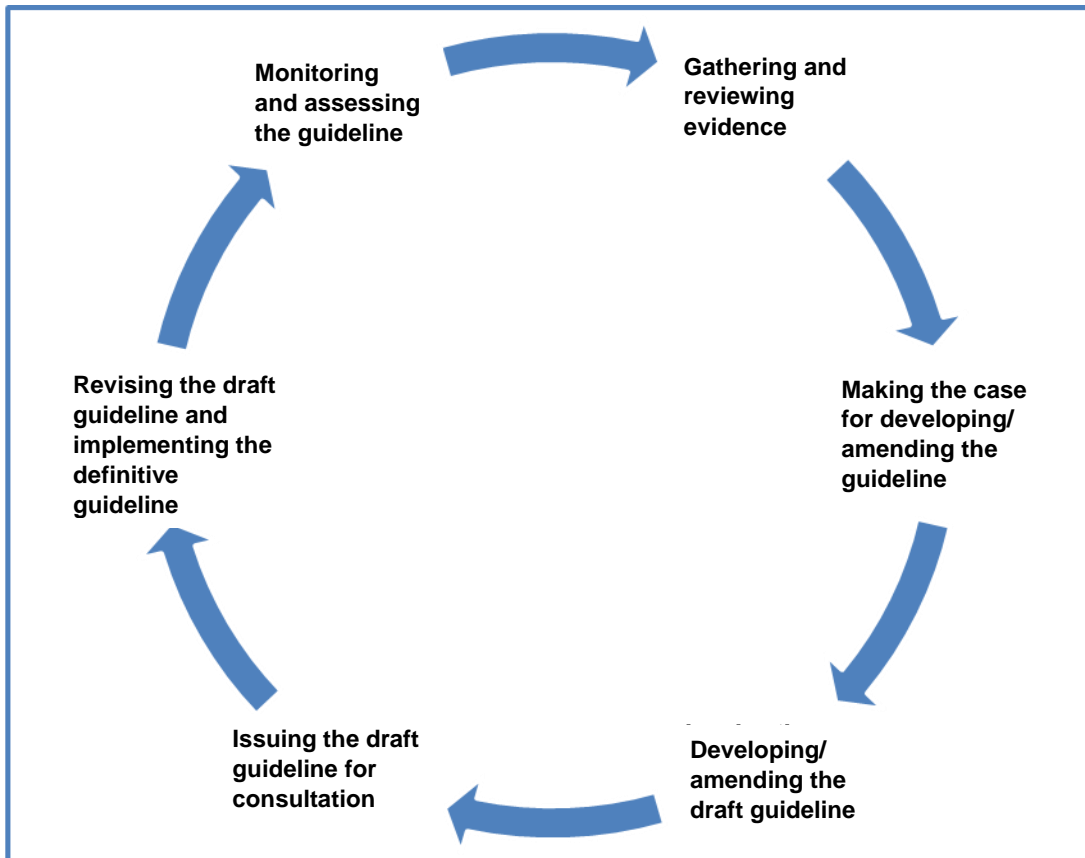 Monitoring
and assessing
the guideline
Gathering and
reviewing
evidence
Making the case
for developing/
amending the
guideline
Developing/
amending the
draft guideline
Issuing the draft
guideline for
consultation
Revising the draft
guideline and
implementing the
definitive
guideline